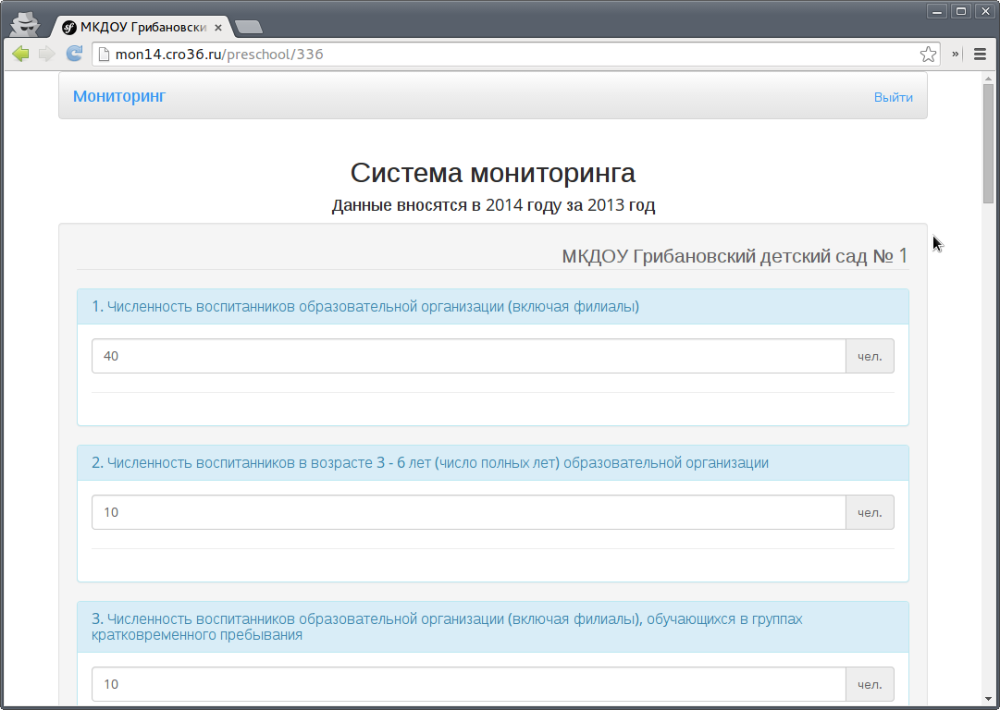 МКДОУ Грибановски
mon14.cro36.ru/preschool/336
Мониторинг
Выйти
Система мониторинга
Данные вносятся в 2014 году за 2013 год
МКДОУ Грибановский детский сад № 1
1. Численность воспитанников образовательной организации (включая филиалы)
40 чел.
2. Численность воспитанников в возрасте 3 - 6 лет (число полных лет) образовательной организации
10 чел.
3. Численность воспитанников образовательной организации (включая филиалы), обучающихся в группах
кратковременного пребывания
10 чел.